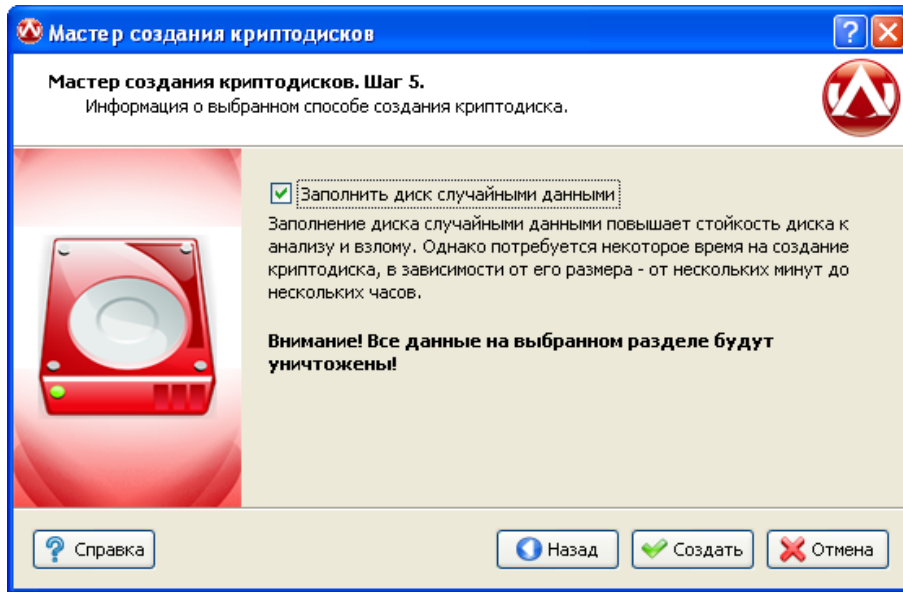 Мастер создания криптодисков
Мастер создания криптодисков. Шаг 5.
Информация о выбранном способе создания криптодиска.
Заполнить диск случайными данными
Заполнение диска случайными данными повышает стойкость диска к
анализу и взлому. Однако потребуется некоторое время на создание
криптодиска, в зависимости от его размера - от нескольких минут до
нескольких часов.
Внимание! Все данные на выбранном разделе будут
уничтожены!
Справка
Назад
Создать
Отмена